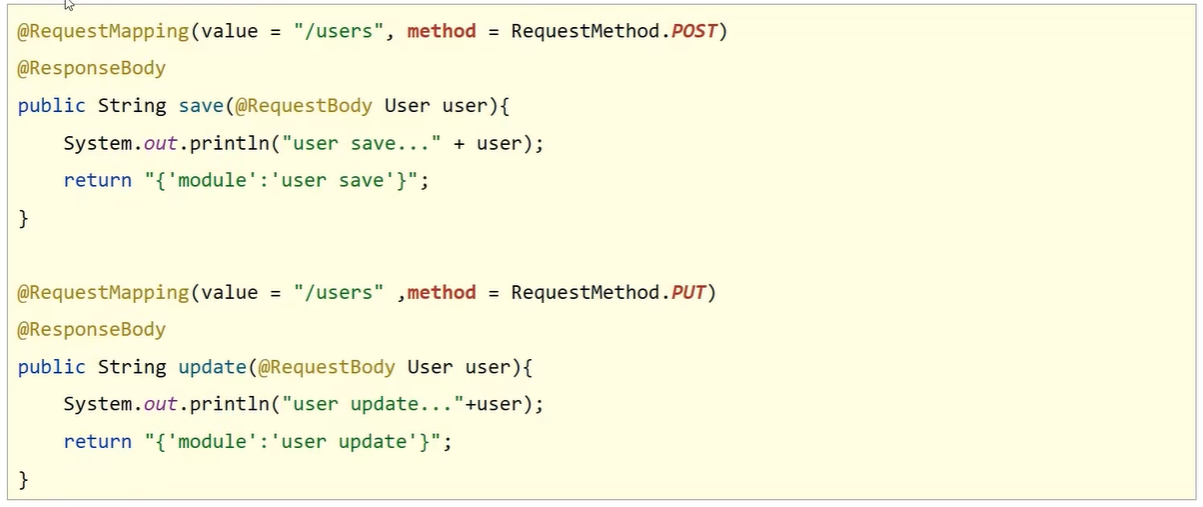 @RequestMapping(value = "/users", method = RequestMethod.POST)
@ResponseBody
public String save(@RequestBody User user){
    System.out.println("user save..." + user);
    return "{'module':'user save'}";
}
@RequestMapping(value = "/users" ,method = RequestMethod.PUT)
@ResponseBody
public String update(@RequestBody User user){
    System.out.println("user update..."+user);
    return "{'module':'user update'}";
}